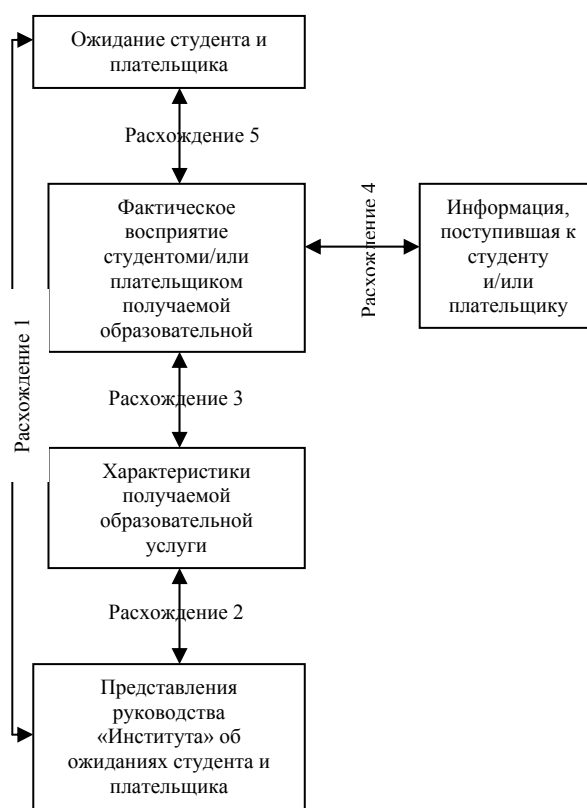 Ожидание студента и
плательщика
Расхождение 5
Фактическое
восприятие
студентоми/или
плательщиком
получаемой
образовательной
Расхождение 4
Информация,
поступившая к
студенту
и/или
плательщику
Расхождение 1
Расхождение 3
Характеристики
получаемой
образовательной
услуги
Расхождение 2
Представления
руководства
«Института» об
ожиданиях студента и
плательщика